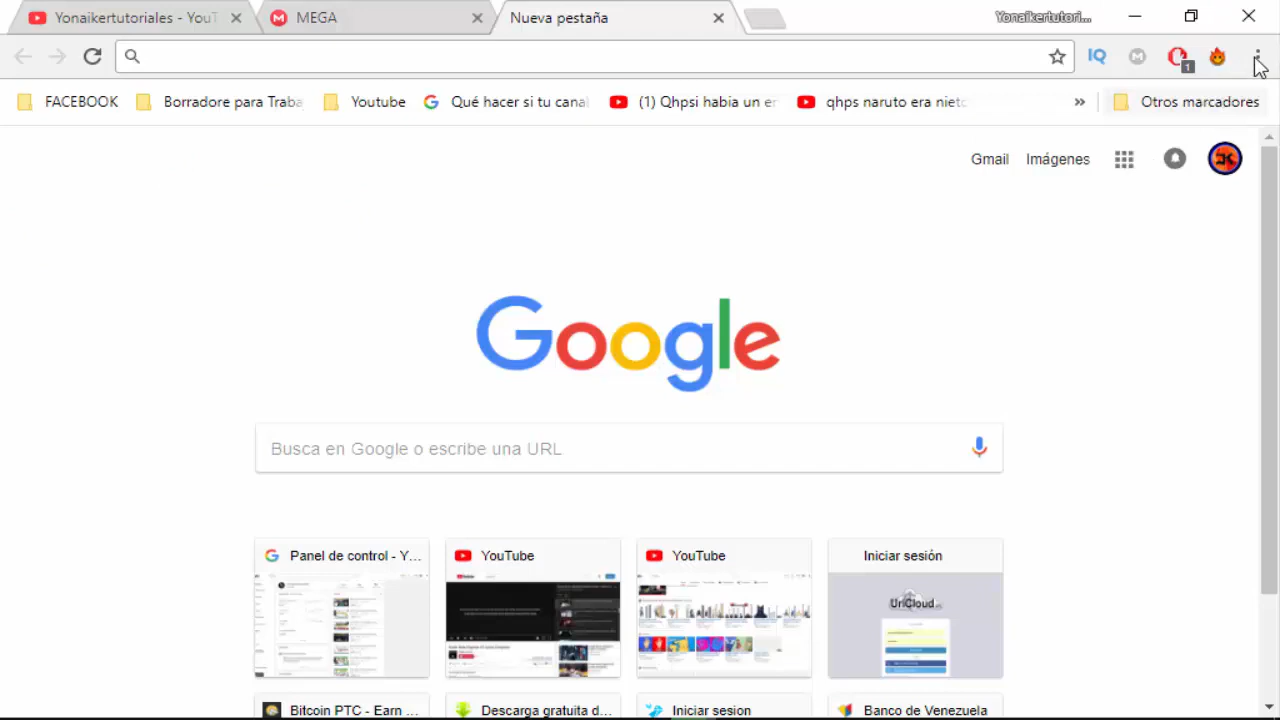 Yonaikertutoriales - YouT
MEGA
Nueva pestaña
Yonaikertutori...
IQ
M
1
FACEBOOK
Borradore para Traba
Youtube
Qué hacer si tu canal
(1) Qhpsi habia un er
qhps naruto era nieto
»
Otros marcadores
Gmail
Imágenes
Google
Busca en Google o escribe una URL
Panel de control - Y...
YouTube
YouTube
Iniciar sesión
UriCloud
Bitcoin PTC - Earn ...
Descarga gratuita d...
Iniciar sesion
Banco de Venezuela